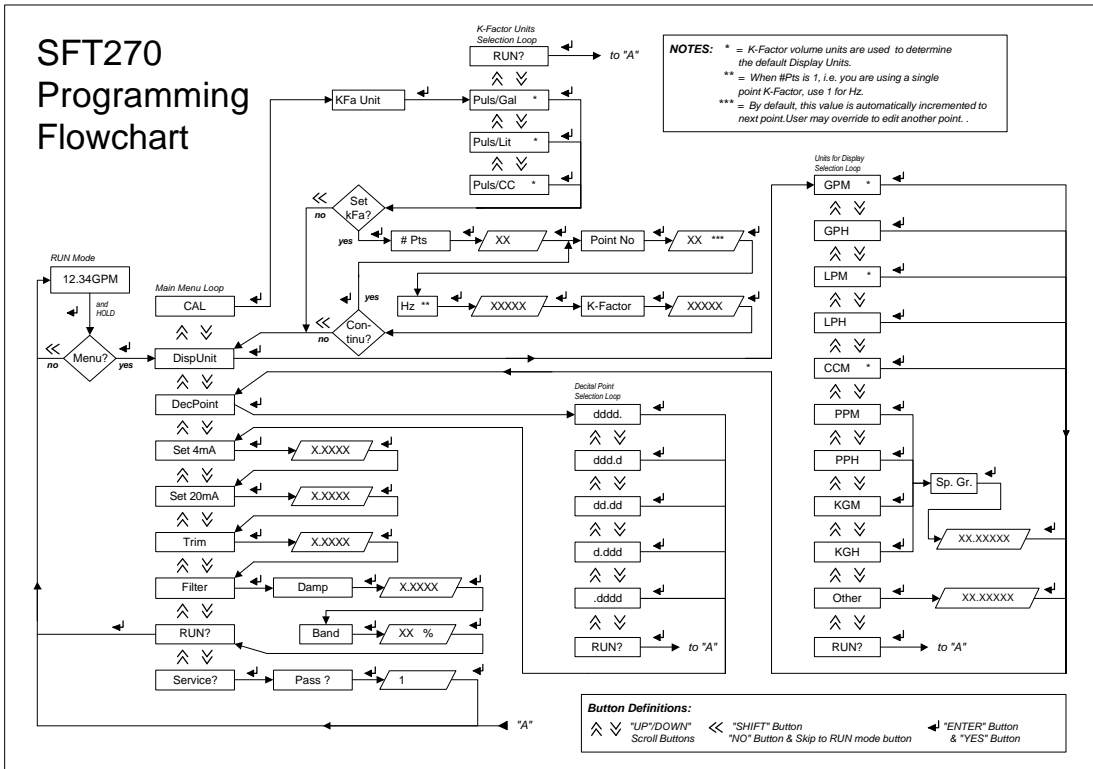 SFT270
Programming
Flowchart
K-Factor Units
Selection Loop
RUN?
to "A"
KFa Unit
Puls/Gal *
Puls/Lit *
Puls/CC *
NOTES: * = K-Factor volume units are used to determine
the default Display Units.
** = When #Pts is 1, i.e. you are using a single
point K-Factor, use 1 for Hz.
*** = By default, this value is automatically incremented to
next point.User may override to edit another point. .
Set
kFa?
no
yes
# Pts
XX
Point No
XX ***
Hz **
XXXXX
K-Factor
XXXXX
yes
Con-
tinu?
no
RUN Mode
12.34GPM
and
HOLD
Menu?
no
yes
Main Menu Loop
CAL
DispUnit
DecPoint
Set 4mA
X.XXXX
Set 20mA
X.XXXX
Trim
X.XXXX
Filter
Damp
X.XXXX
Band
XX %
RUN?
Service?
Pass ?
1
"A"
Decital Point
Selection Loop
dddd.
ddd.d
dd.dd
d.ddd
.dddd
RUN?
to "A"
Units for Display
Selection Loop
GPM *
GPH
LPM *
LPH
CCM *
PPM
PPH
KGM
KGH
Sp. Gr.
XX.XXXXX
Other
XX.XXXXX
RUN?
to "A"
Button Definitions:
"UP"/DOWN"
Scroll Buttons
"SHIFT" Button
"NO" Button & Skip to RUN mode button
"ENTER" Button
& "YES" Button